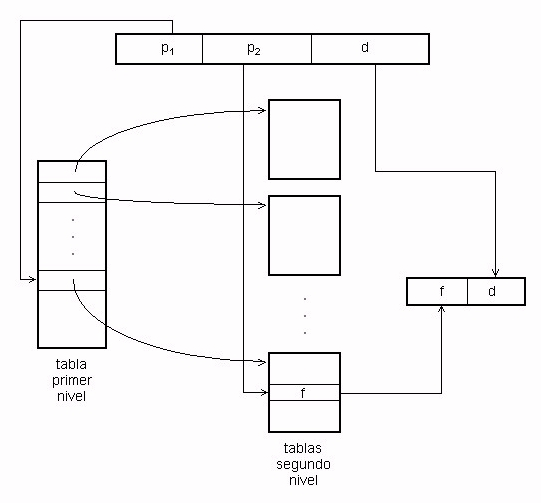 p1 p2 d
f d
f
tabla
primer
nivel
tablas
segundo
nivel